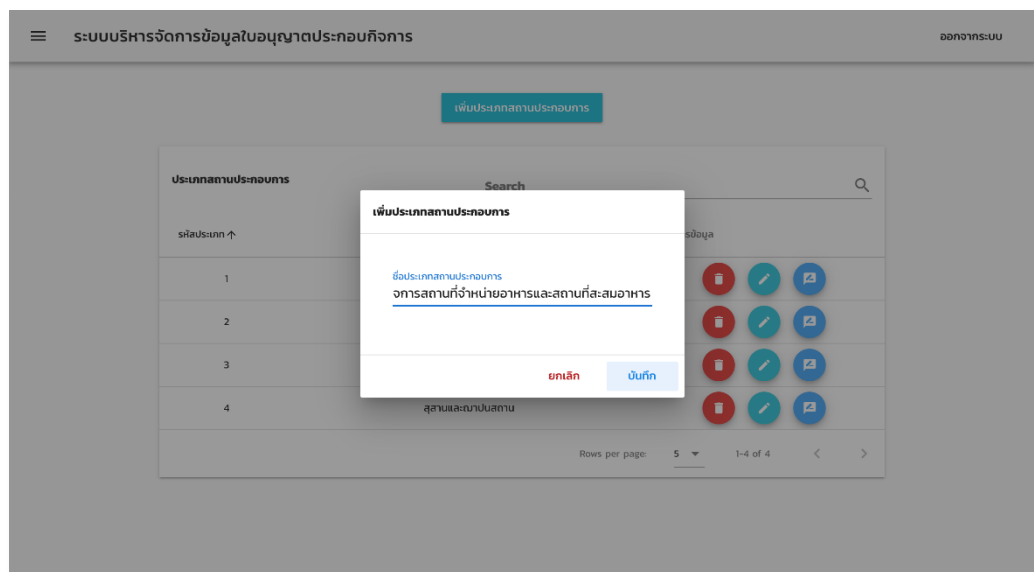 ระบบบริหารจัดการข้อมูลใบอนุญาตประกอบกิจการ ออกจากระบบ
เพิ่มประเภทสถานประกอบการ
ประเภทสถานประกอบการ Search
เพิ่มประเภทสถานประกอบการ
รหัสประเภท รข้อมูล
ชื่อประเภทสถานประกอบการ
1
จการสถานที่จำหน่ายอาหารและสถานที่สะสมอาหาร
2
3
ยกเลิก บันทึก
4 สุสานและฌาปนสถาน
Rows per page: 5 1-4 of 4